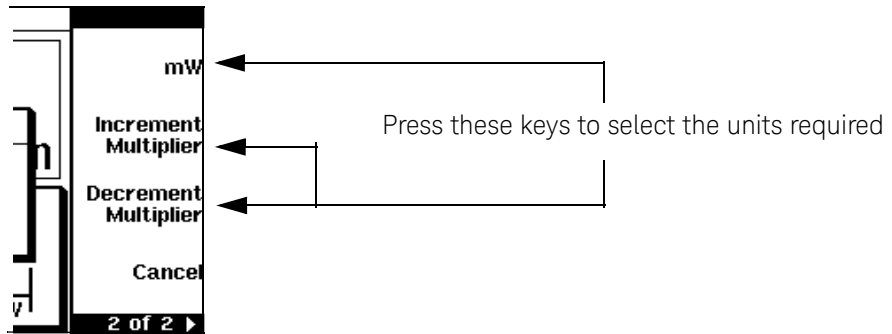 mW
Increment
Multiplier
Decrement
Multiplier
Cancel
2 of 2
Press these keys to select the units required